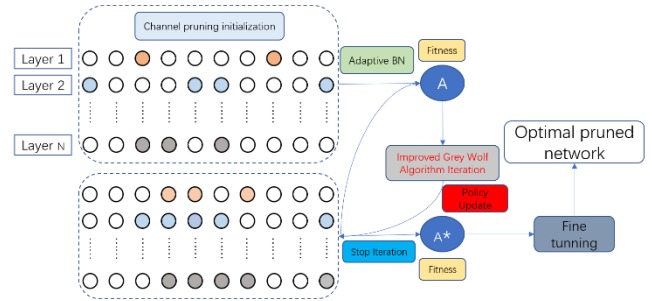 Channel pruning initialization
Layer 1
Layer 2
Layer N
Adaptive BN
Fitness
A
Improved Grey Wolf
Algorithm Iteration
Policy
Update
Stop Iteration
A*
Fitness
Fine
tunning
Optimal pruned
network